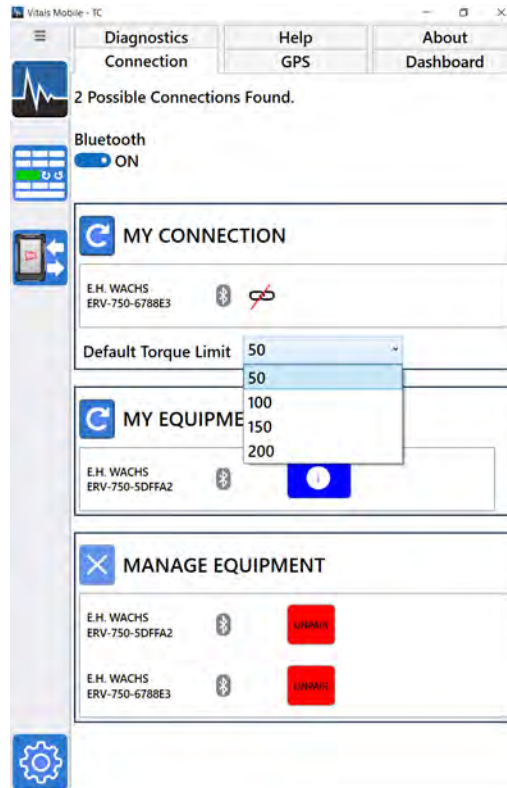 Vitals Mobile - TC
Diagnostics Help About
Connection GPS Dashboard
2 Possible Connections Found.
Bluetooth
ON
MY CONNECTION
E.H. WACHS
ERV-750-6788E3
Default Torque Limit 50
50
100
150
200
MY EQUIPME
E.H. WACHS
ERV-750-5DFFA2
MANAGE EQUIPMENT
E.H. WACHS
ERV-750-5DFFA2
UNPAIR
E.H. WACHS
ERV-750-6788E3
UNPAIR